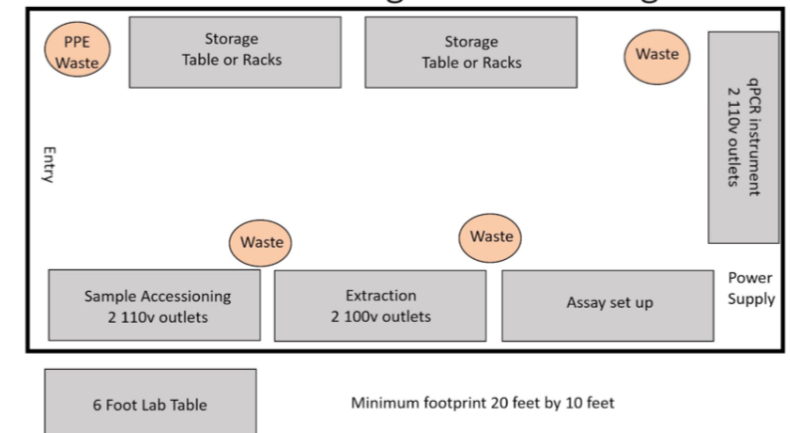 PPE
Waste
Storage
Table or Racks
Storage
Table or Racks
Waste
qPCR instrument
2 110v outlets
Entry
Waste
Waste
Sample Accessioning
2 110v outlets
Extraction
2 100v outlets
Assay set up
Power
Supply
6 Foot Lab Table
Minimum footprint 20 feet by 10 feet